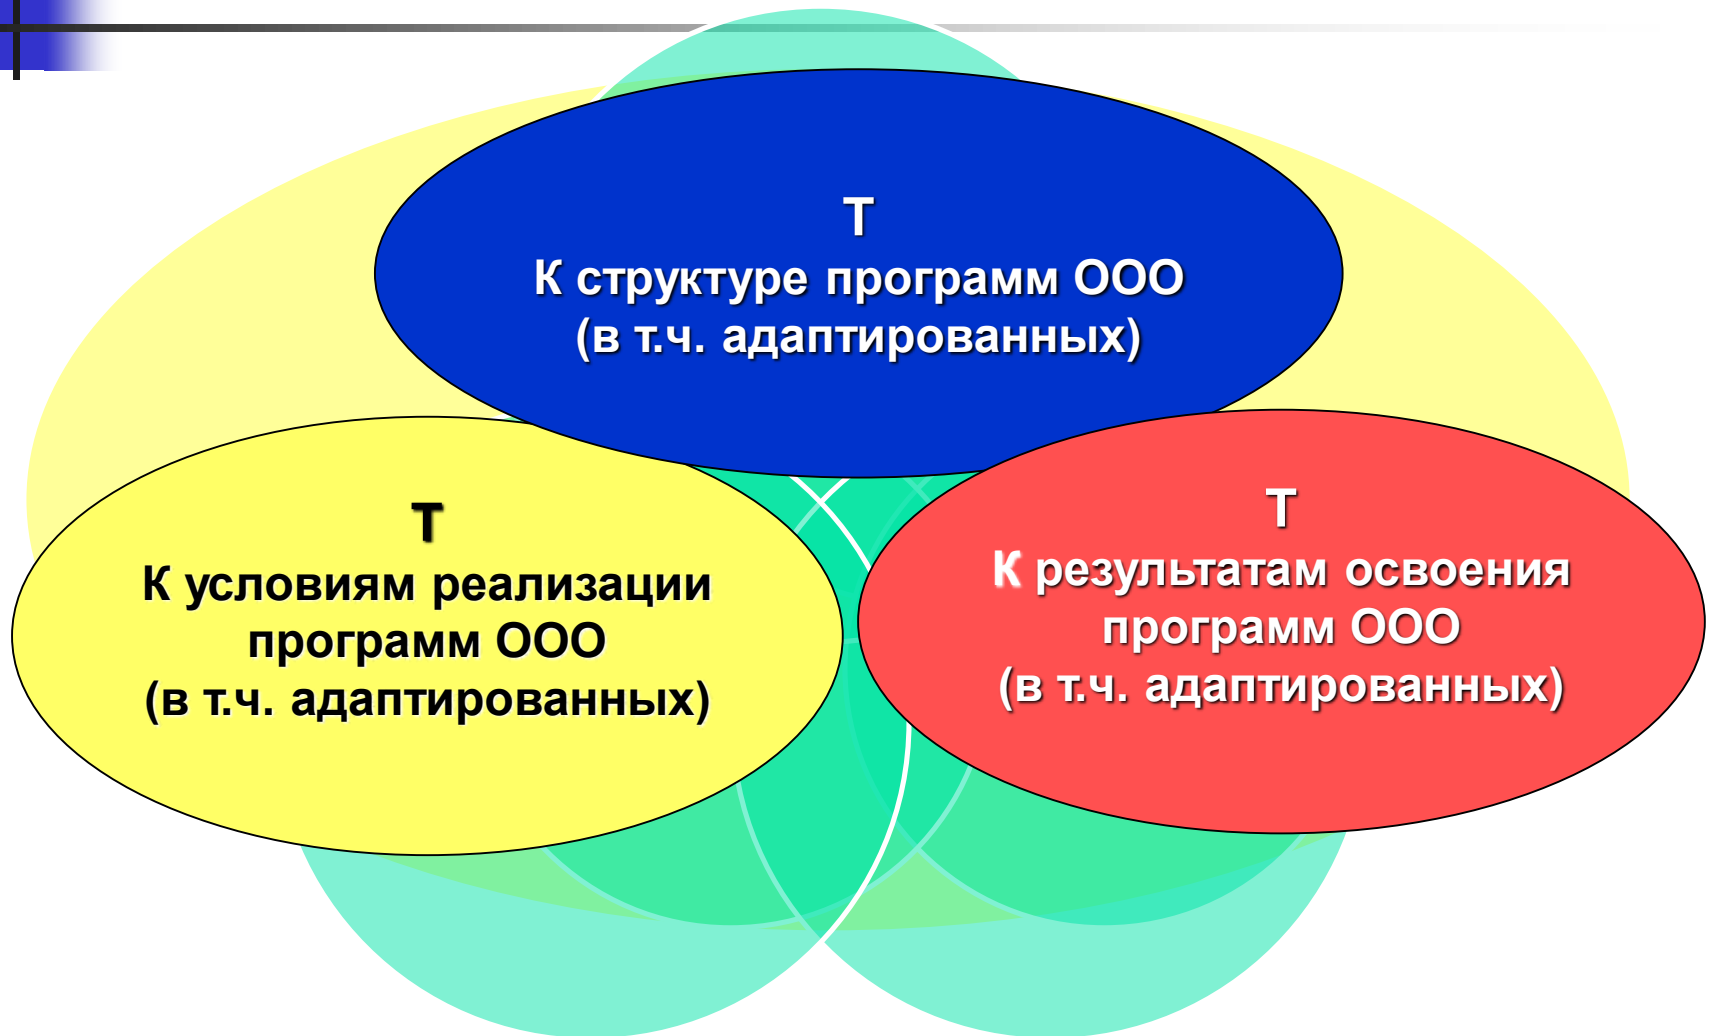 Т
К структуре программ ООО
(в т.ч. адаптированных)
Т
К условиям реализации
программ ООО
(в т.ч. адаптированных)
Т
К результатам освоения
программ ООО
(в т.ч. адаптированных)